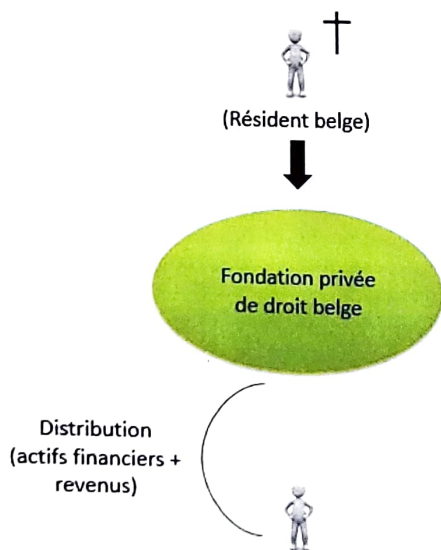 (Résident belge)
Fondation privée
de droit belge
Distribution
(actifs financiers +
revenus)